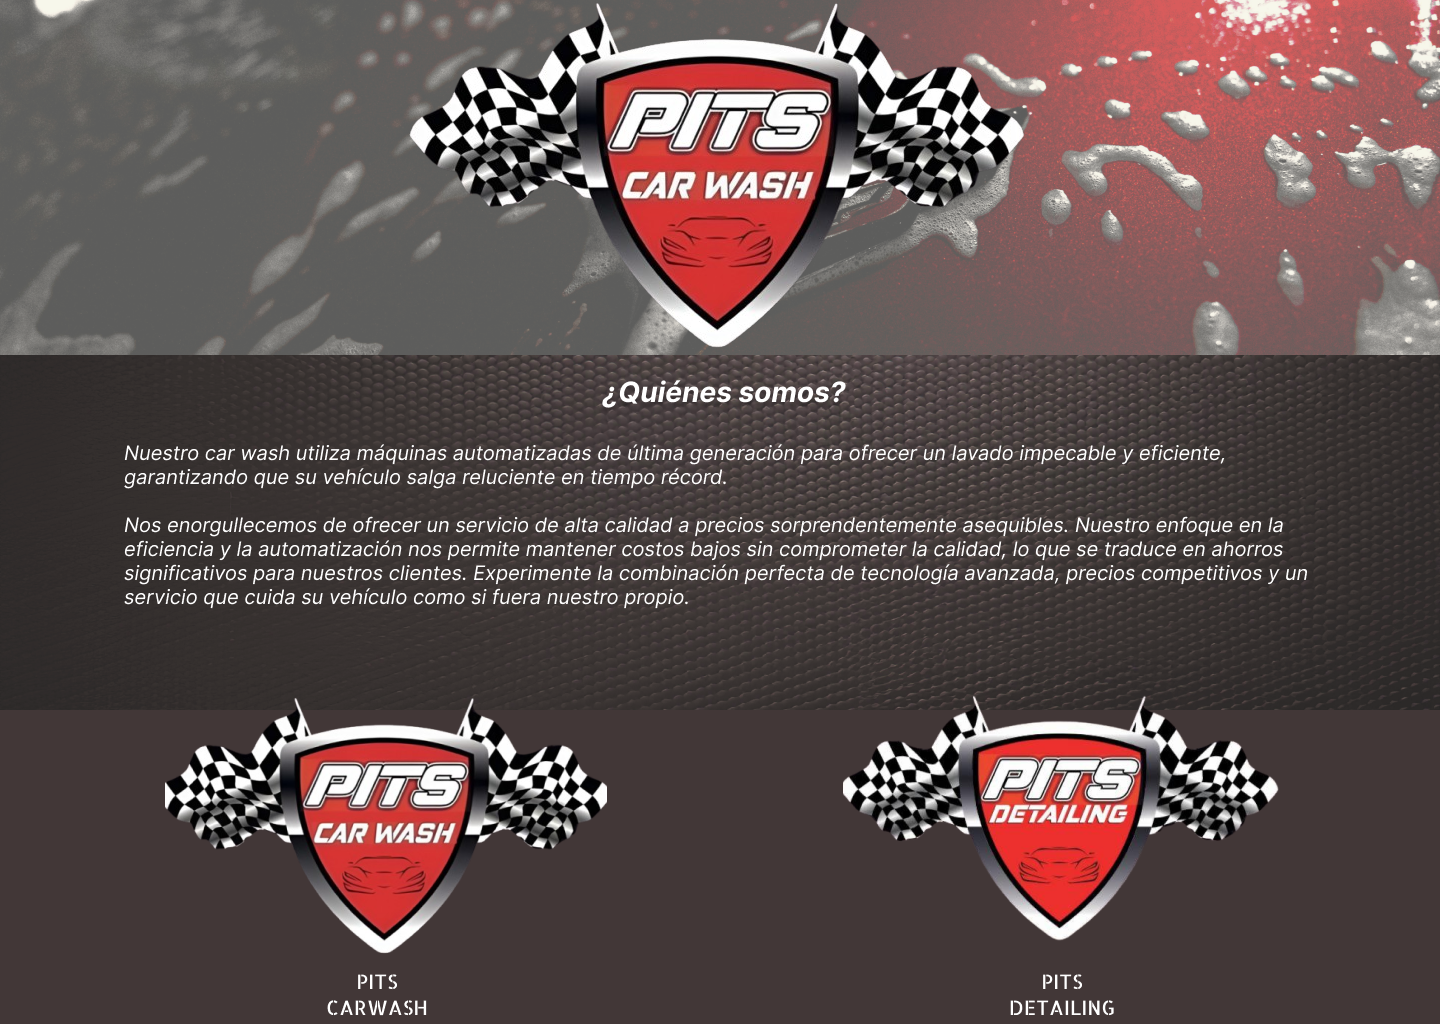 PITS
CAR WASH
¿Quiénes somos?
Nuestro car wash utiliza máquinas automatizadas de última generación para ofrecer un lavado impecable y eficiente,
garantizando que su vehículo salga reluciente en tiempo récord.
Nos enorgullecemos de ofrecer un servicio de alta calidad a precios sorprendentemente asequibles. Nuestro enfoque en la
eficiencia y la automatización nos permite mantener costos bajos sin comprometer la calidad, lo que se traduce en ahorros
significativos para nuestros clientes. Experimente la combinación perfecta de tecnología avanzada, precios competitivos y un
servicio que cuida su vehículo como si fuera nuestro propio.
PITS
CAR WASH
PITS
CARWASH
PITS
DETAILING
PITS
DETAILING